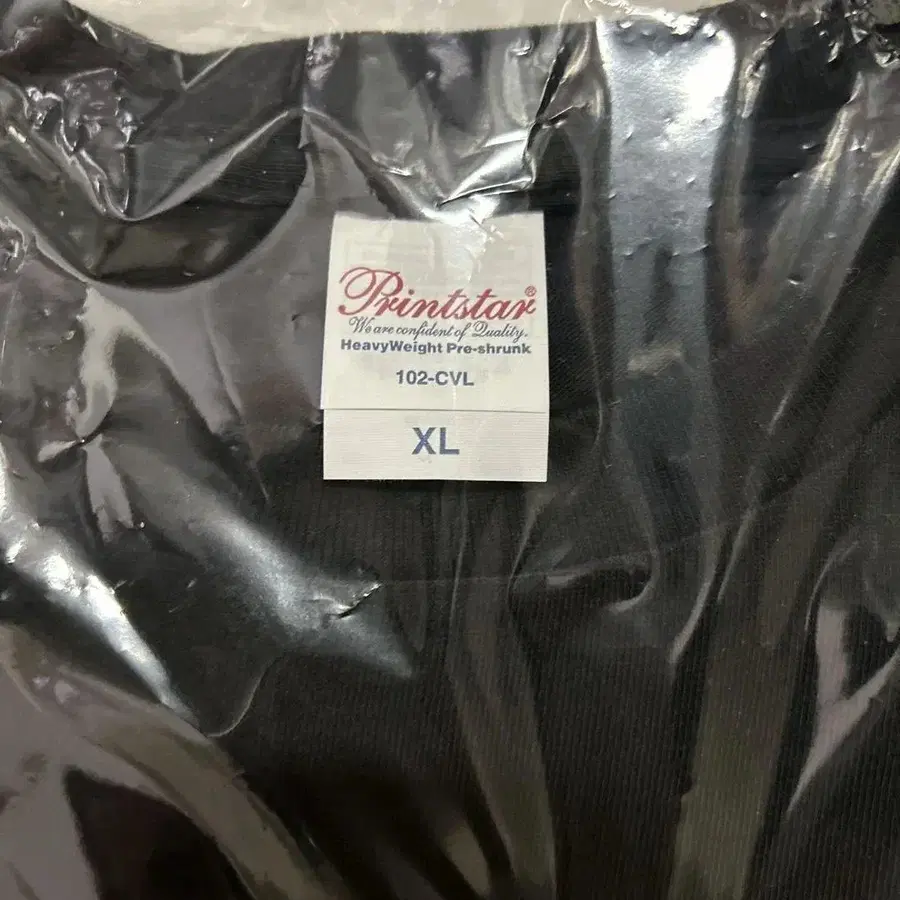 Printstar®
We are confident of Quality.
HeavyWeight Pre-shrunk
102-CVL
XL